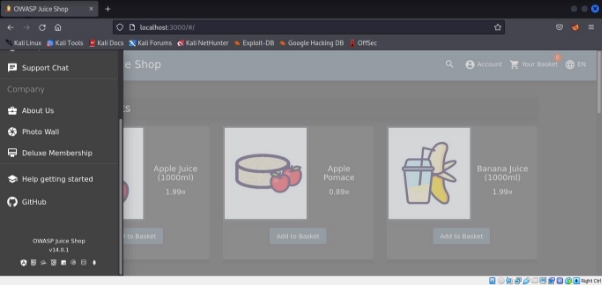 OWASP Juice Shop
localhost:3000/#/
Kali Linux Kali Tools Kali Docs Kali Forums Kali NetHunter Exploit-DB Google Hacking DB OffSec
ce Shop
Account Your Basket EN
Support Chat
Company
About Us
Photo Wall
Deluxe Membership
Help getting started
GitHub
OWASP Juice Shop
v14.0.1
ts
Apple Juice
(1000ml)
1.99¤
to Basket
Apple
Pomace
0.89¤
Add to Basket
Banana Juice
(1000ml)
1.99¤
Add to Basket
Right Ctrl